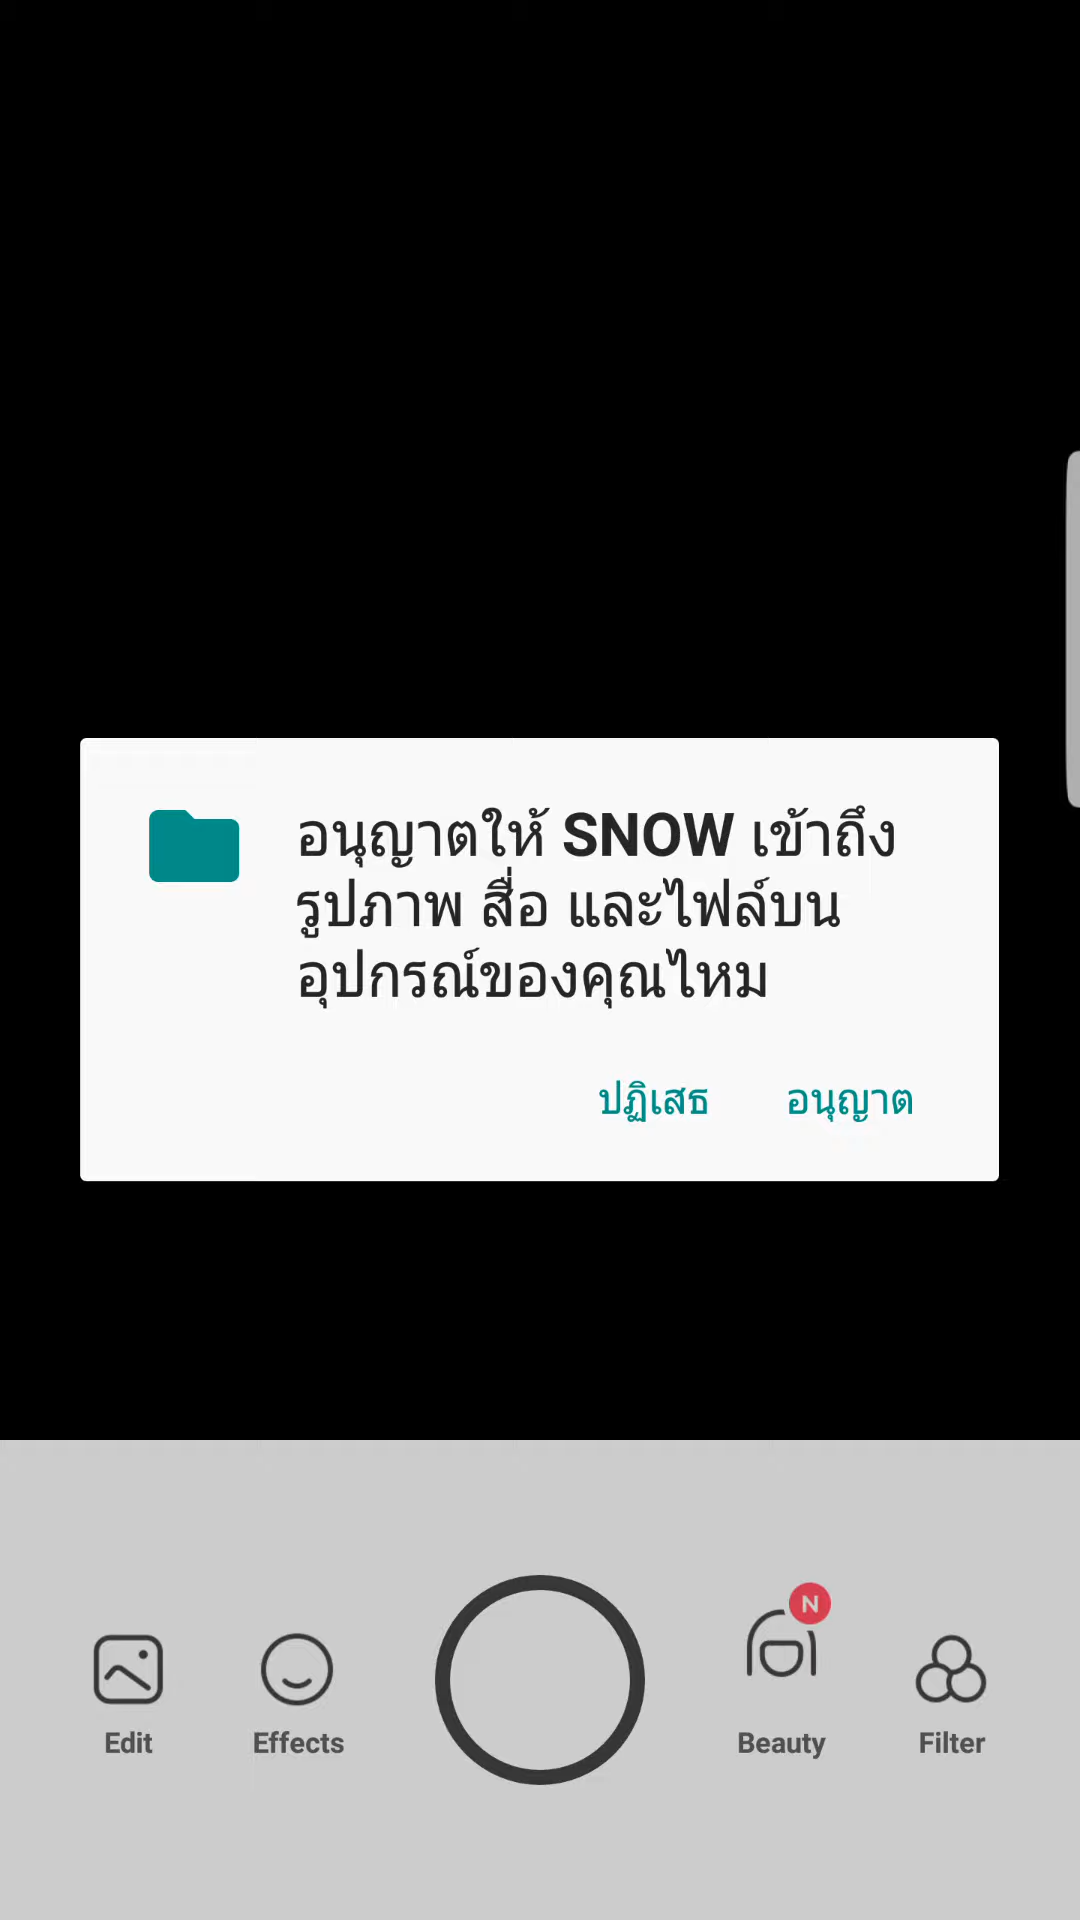 อนุญาตให้ SNOW เข้าถึง
รูปภาพ สื่อ และไฟล์บน
อุปกรณ์ของคุณไหม
ปฏิเสธ อนุญาต
N
Edit Effects Beauty Filter